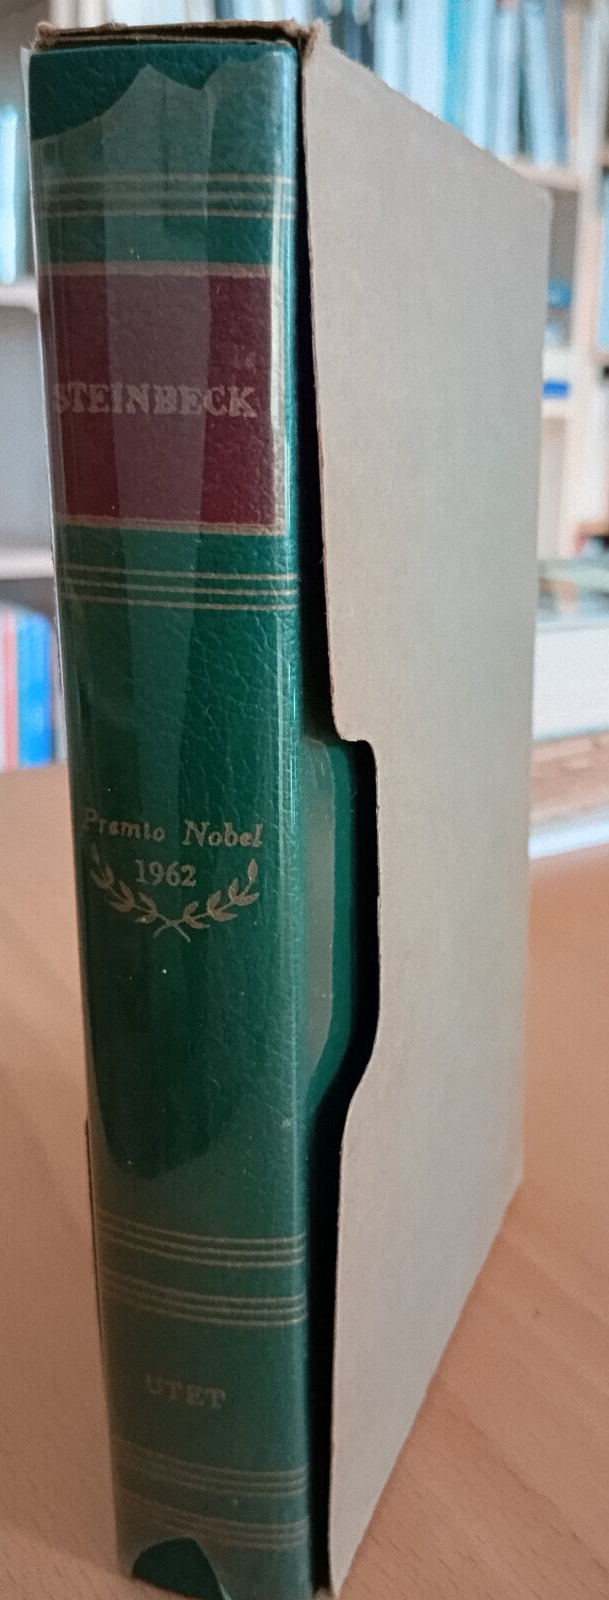 STEINBECK
Premio Nobel
1962
UTET